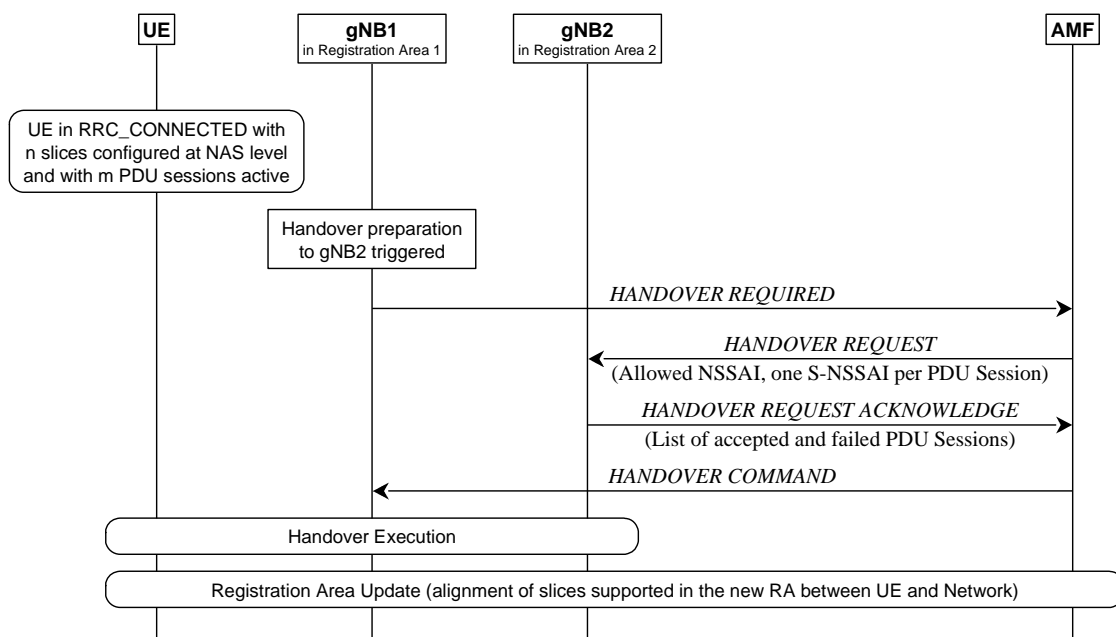 UE
gNB1
in Registration Area 1
gNB2
in Registration Area 2
AMF
UE in RRC_CONNECTED with
n slices configured at NAS level
and with m PDU sessions active
Handover preparation
to gNB2 triggered
HANDOVER REQUIRED
HANDOVER REQUEST
(Allowed NSSAI, one S-NSSAI per PDU Session)
HANDOVER REQUEST ACKNOWLEDGE
(List of accepted and failed PDU Sessions)
HANDOVER COMMAND
Handover Execution
Registration Area Update (alignment of slices supported in the new RA between UE and Network)